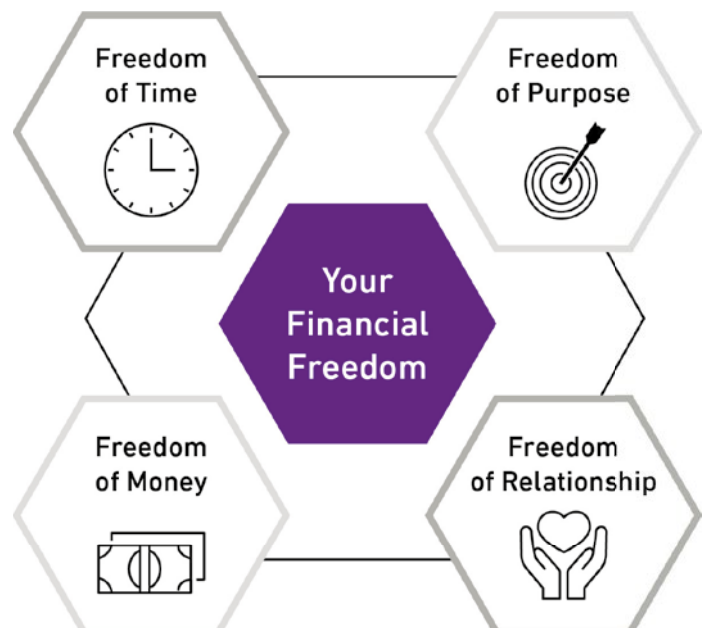 Freedom
of Time
Freedom
of Purpose
Your
Financial
Freedom
Freedom
of Money
Freedom
of Relationship